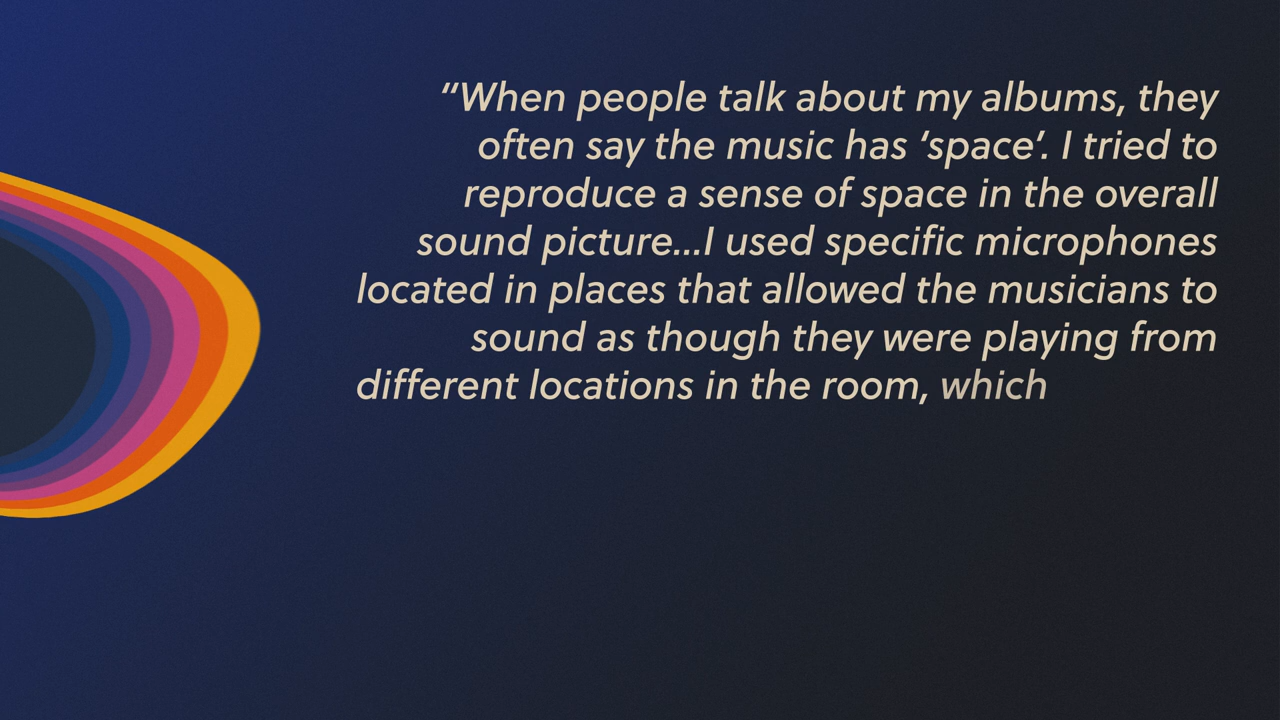 “When people talk about my albums, they
often say the music has ‘space’. I tried to
reproduce a sense of space in the overall
sound picture...I used specific microphones
located in places that allowed the musicians to
sound as though they were playing from
different locations in the room, which